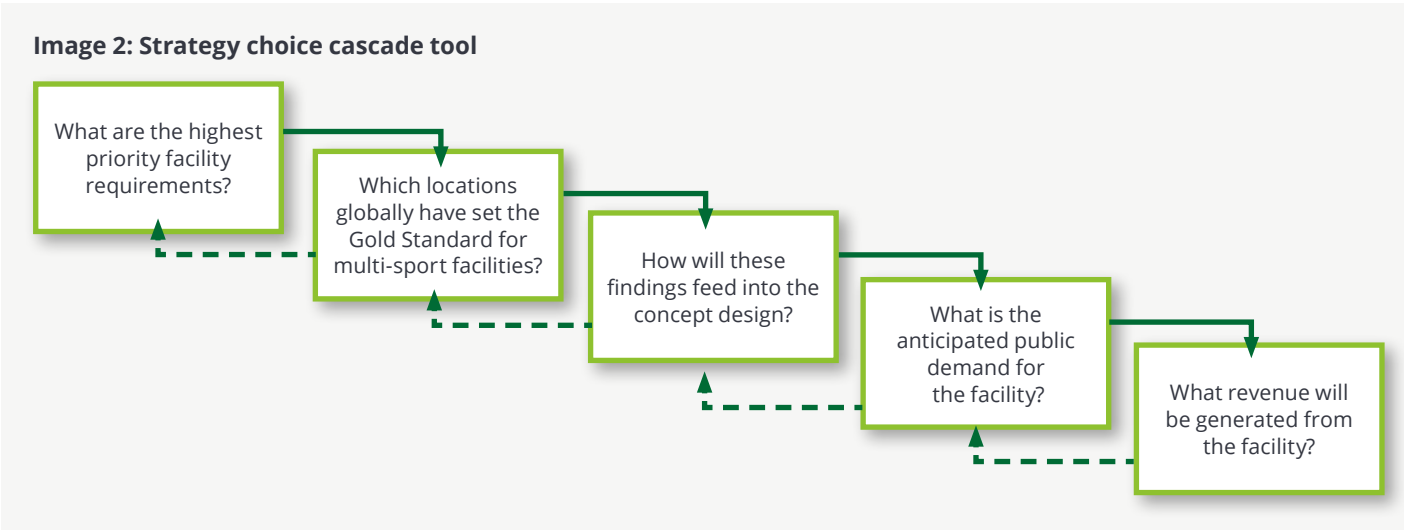 Image 2: Strategy choice cascade tool
What are the highest
priority facility
requirements?
Which locations
globally have set the
Gold Standard for
multi-sport facilities?
How will these
findings feed into the
concept design?
What is the
anticipated public
demand for
the facility?
What revenue will
be generated from
the facility?